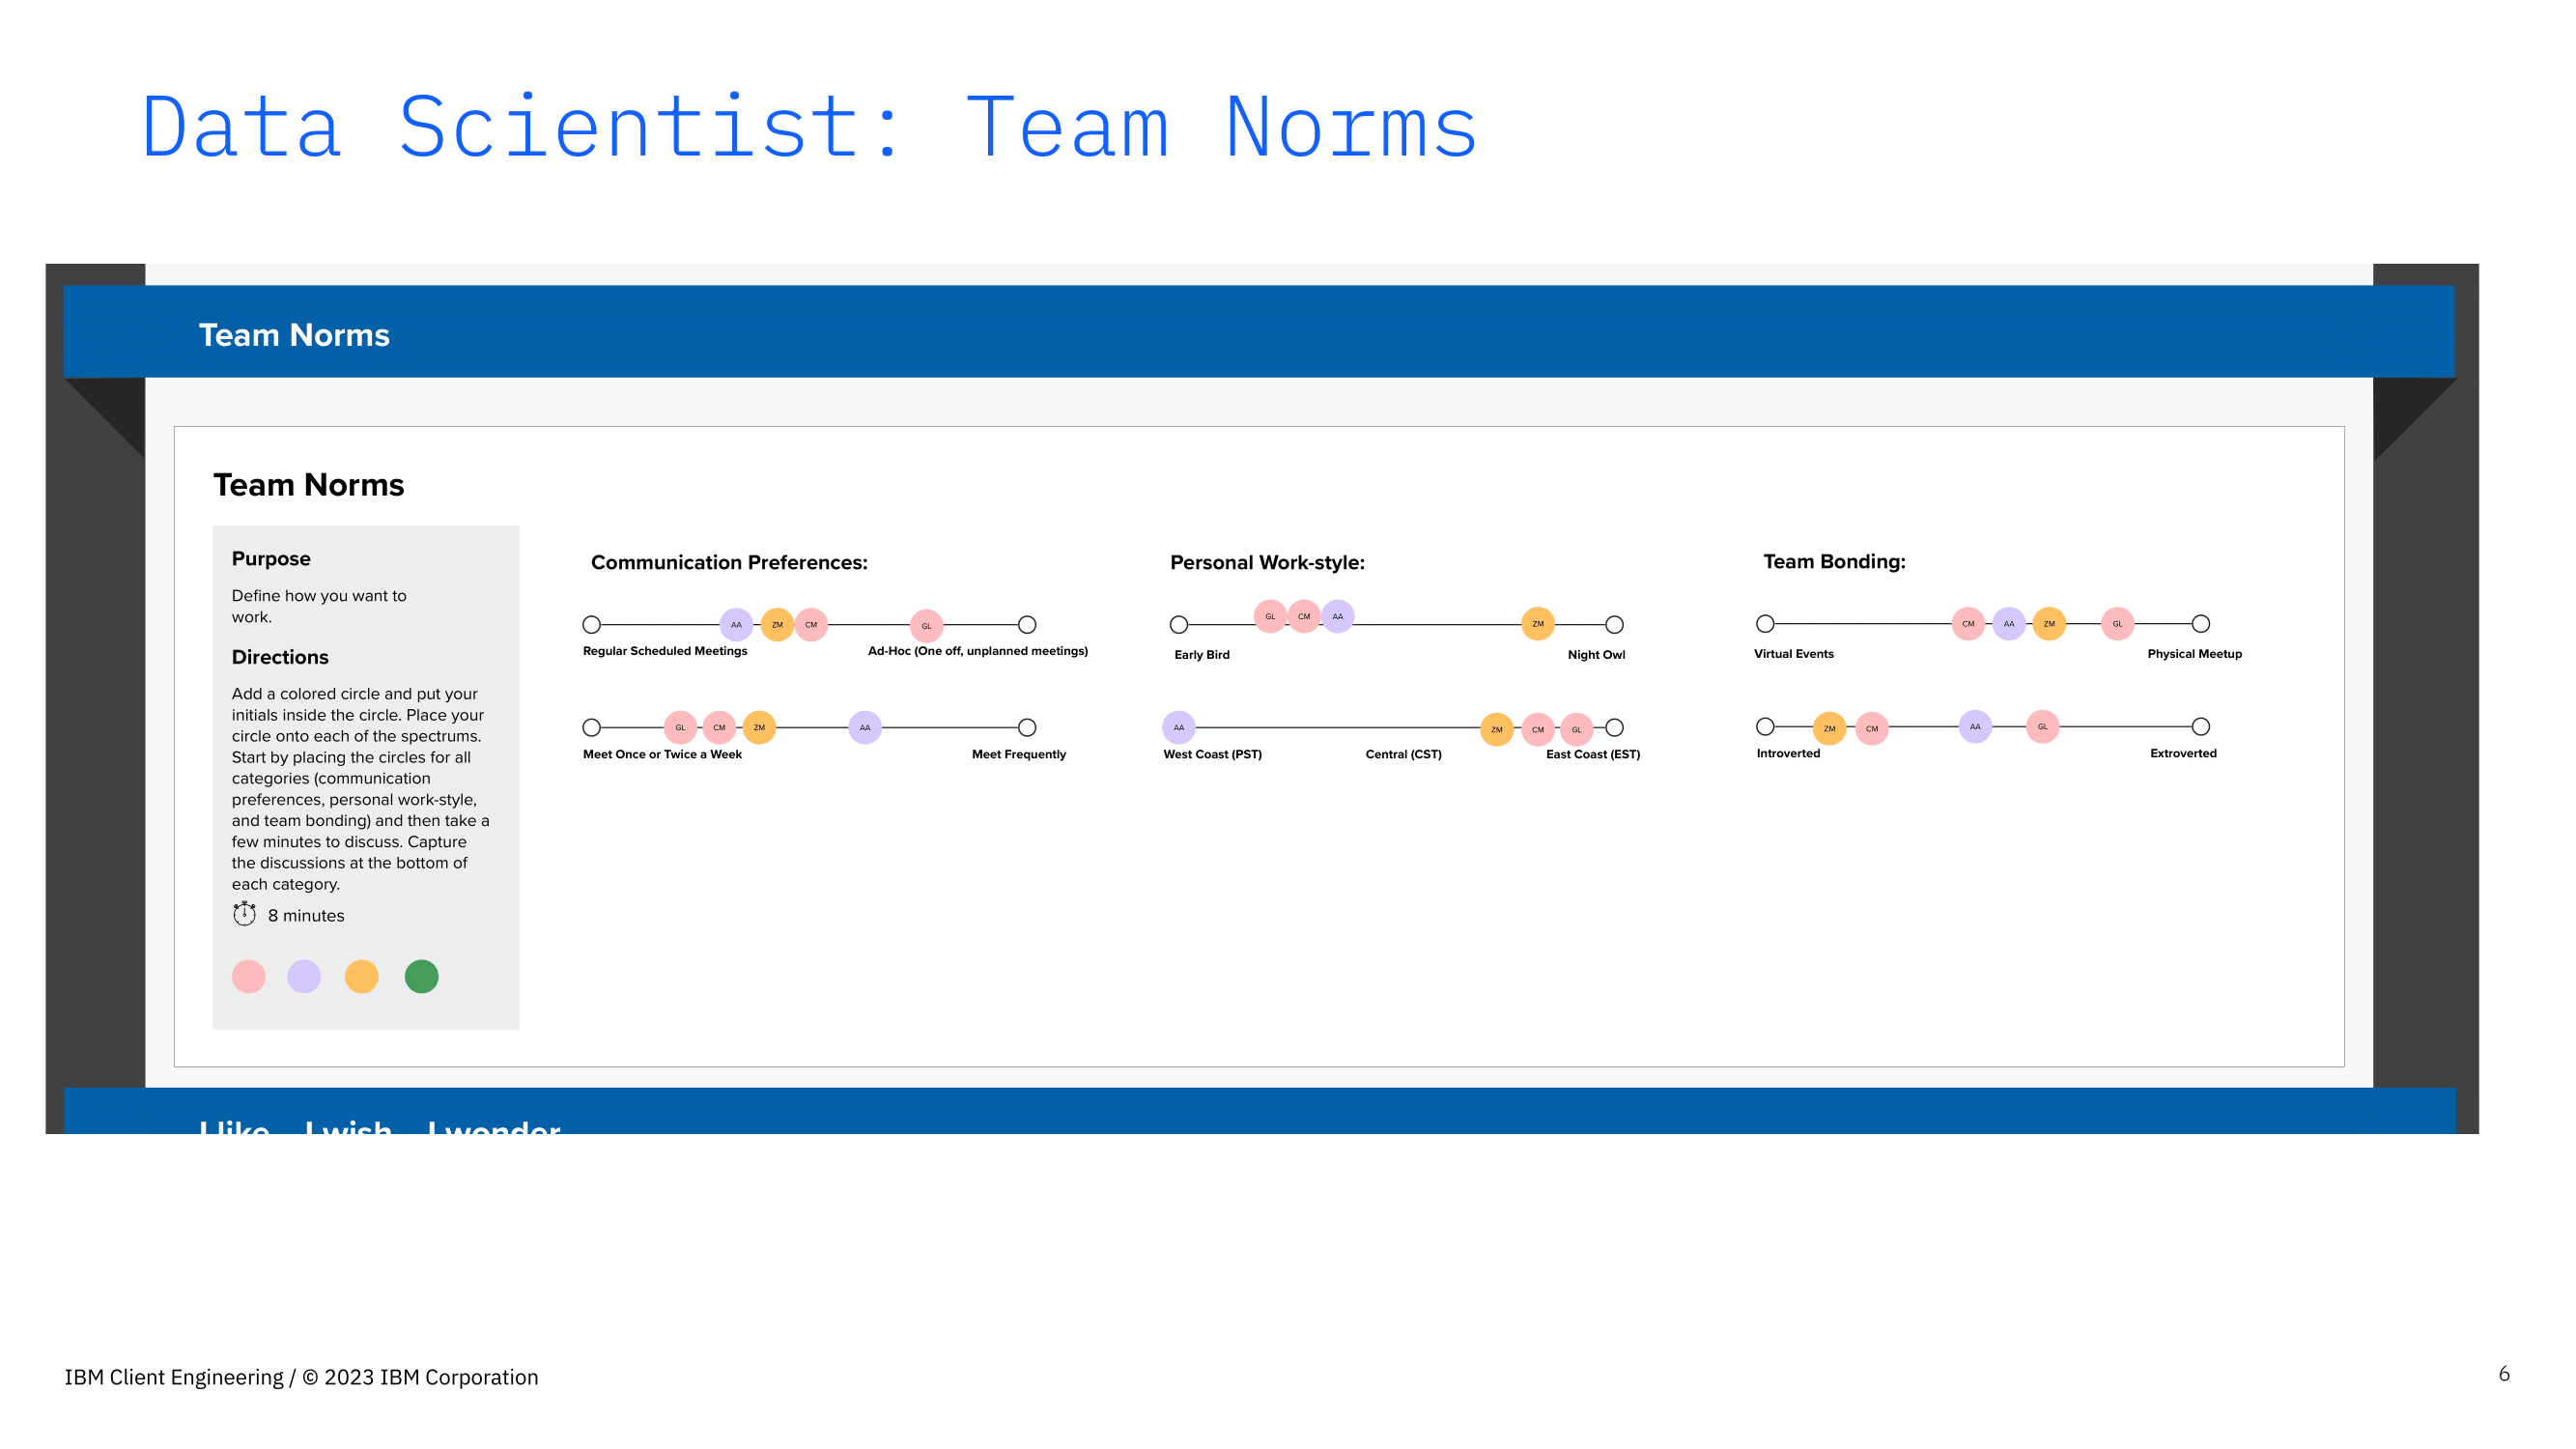 Data Scientist: Team Norms
Team Norms
Team Norms
Purpose
Define how you want to
work.
Directions
Add a colored circle and put your
initials inside the circle. Place your
circle onto each of the spectrums.
Start by placing the circles for all
categories (communication
preferences, personal work-style,
and team bonding) and then take a
few minutes to discuss. Capture
the discussions at the bottom of
each category.
8 minutes
Communication Preferences:
AA ZM CM GL
Regular Scheduled Meetings Ad-Hoc (One off, unplanned meetings)
GL CM ZM AA
Meet Once or Twice a Week Meet Frequently
Personal Work-style:
GL CM AA ZM
Early Bird Night Owl
AA ZM CM GL
West Coast (PST) Central (CST) East Coast (EST)
Team Bonding:
CM AA ZM GL
Virtual Events Physical Meetup
ZM CM AA GL
Introverted Extroverted
I like... I wish... I wonder...
IBM Client Engineering / © 2023 IBM Corporation
6